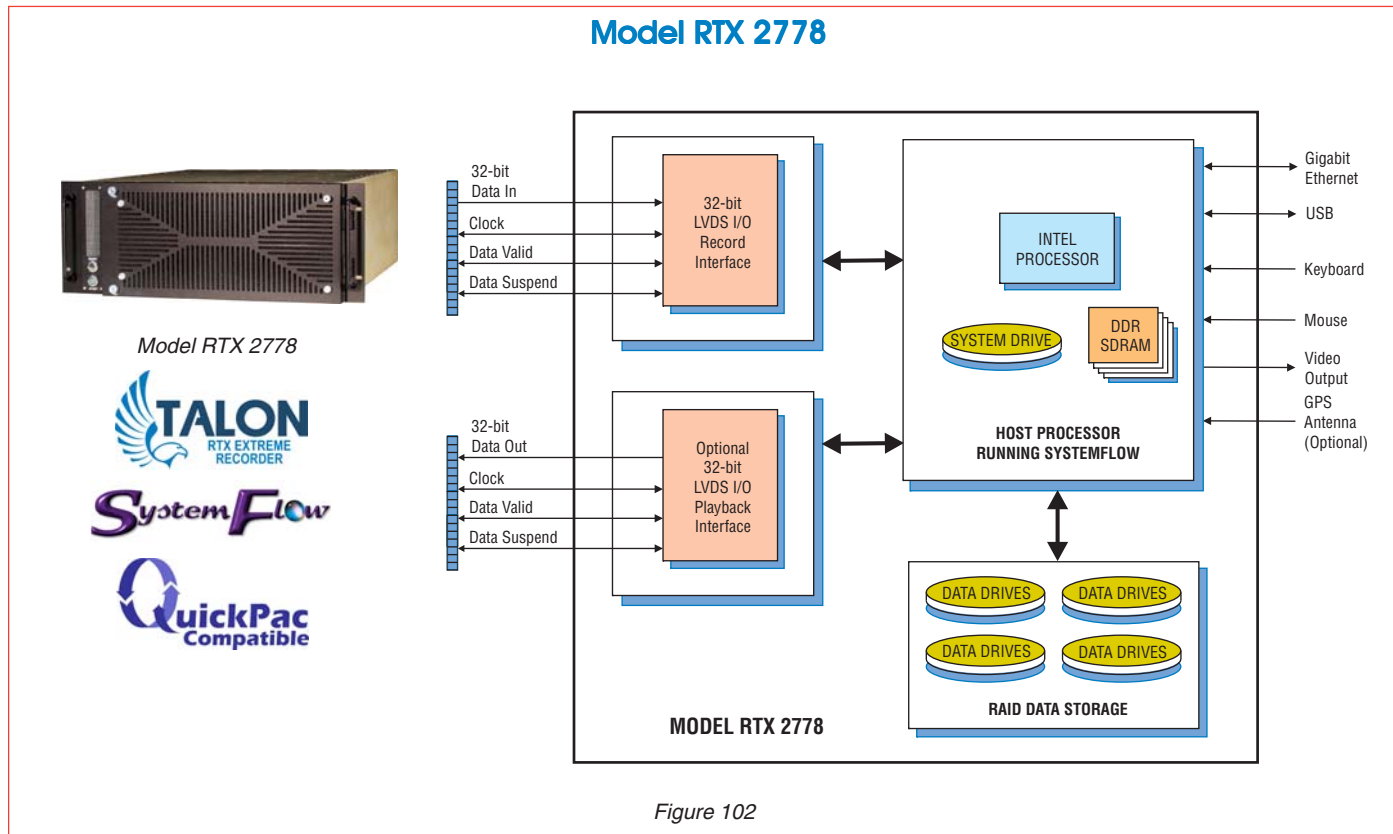 Model RTX 2778
Model RTX 2778
TALON
RTX EXTREME
RECORDER
SystemFlow
QuickPac
Compatible
32-bit
Data In
Clock
Data Valid
Data Suspend
32-bit
LVDS I/O
Record
Interface
32-bit
Data Out
Clock
Data Valid
Data Suspend
Optional
32-bit
LVDS I/O
Playback
Interface
INTEL
PROCESSOR
SYSTEM DRIVE
DDR
SDRAM
HOST PROCESSOR
RUNNING SYSTEMFLOW
Gigabit
Ethernet
USB
Keyboard
Mouse
Video
Output
GPS
Antenna
(Optional)
DATA DRIVES
DATA DRIVES
DATA DRIVES
DATA DRIVES
RAID DATA STORAGE
MODEL RTX 2778
Figure 102